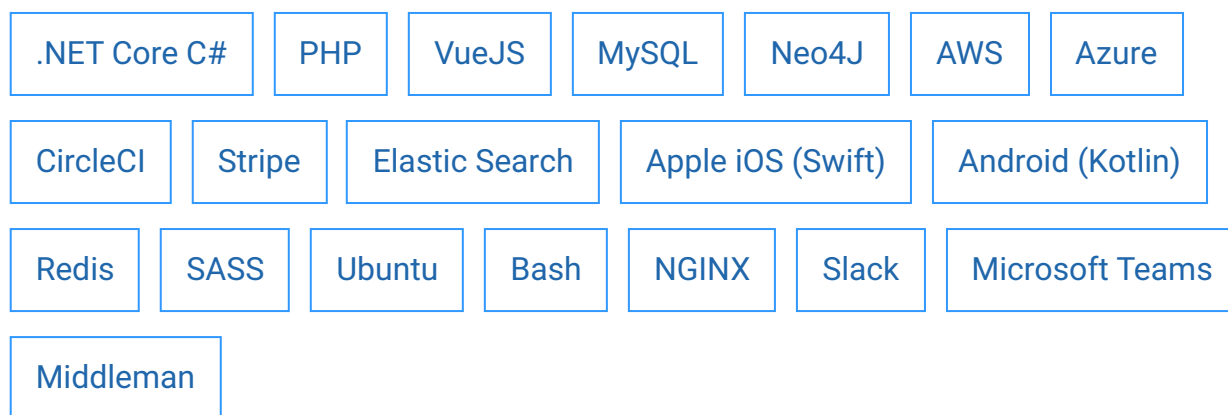 .NET Core C# PHP VueJS MySQL Neo4J AWS Azure
CircleCI Stripe Elastic Search Apple iOS (Swift) Android (Kotlin)
Redis SASS Ubuntu Bash NGINX Slack Microsoft Teams
Middleman